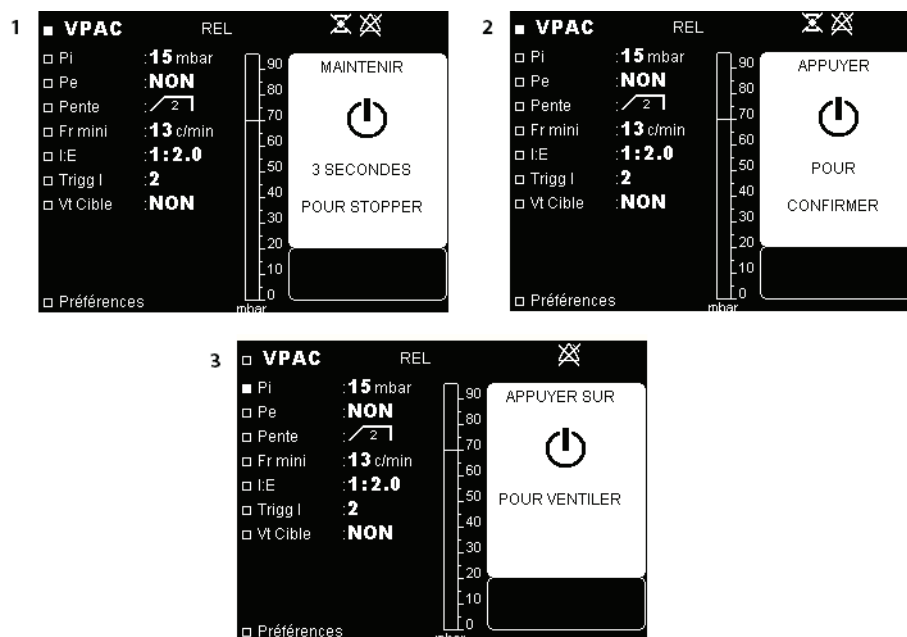 1
VPAC REL
Pi :15 mbar
Pe :NON
Pente : 2
Fr mini :13 c/min
I:E :1:2.0
Trigg I :2
Vt Cible :NON
Préférences
90
80
70
60
50
40
30
20
10
0
mbar
MAINTENIR
3 SECONDES
POUR STOPPER
2
VPAC REL
Pi :15 mbar
Pe :NON
Pente : 2
Fr mini :13 c/min
I:E :1:2.0
Trigg I :2
Vt Cible :NON
Préférences
90
80
70
60
50
40
30
20
10
0
mbar
APPUYER
POUR
CONFIRMER
3
VPAC REL
Pi :15 mbar
Pe :NON
Pente : 2
Fr mini :13 c/min
I:E :1:2.0
Trigg I :2
Vt Cible :NON
Préférences
90
80
70
60
50
40
30
20
10
0
mbar
APPUYER SUR
POUR VENTILER